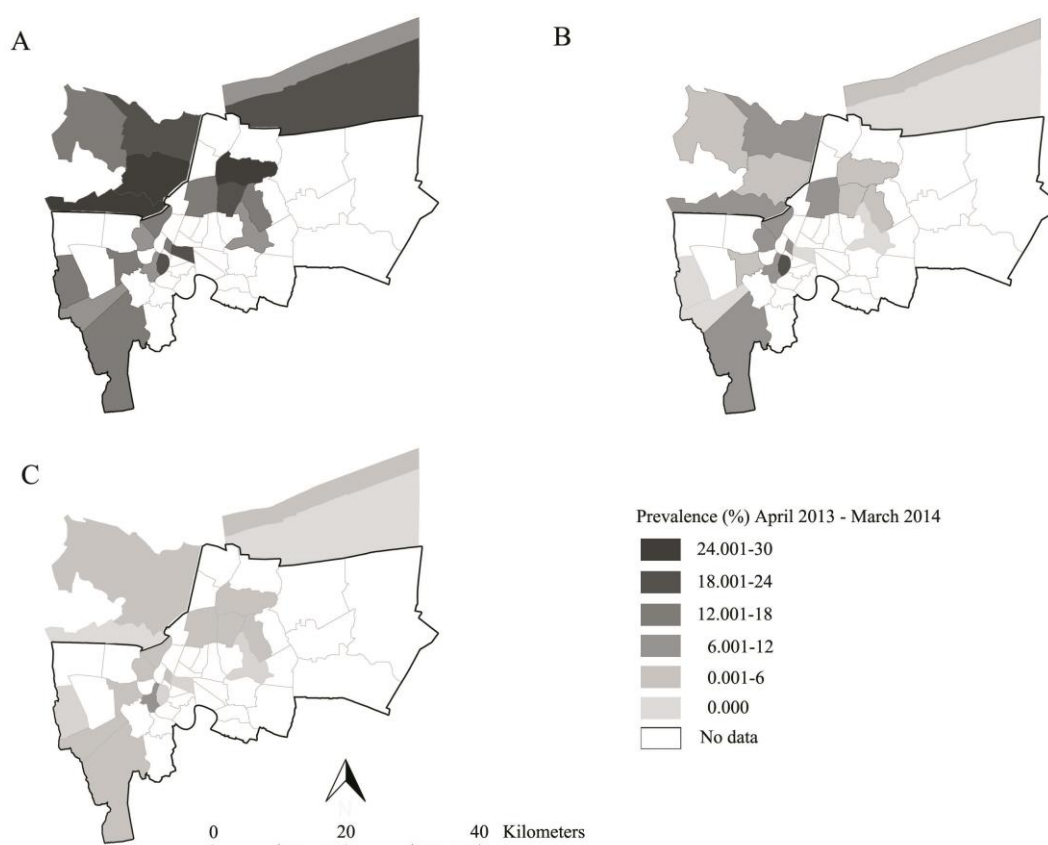 A
B
C
Prevalence (%) April 2013 - March 2014
24.001-30
18.001-24
12.001-18
6.001-12
0.001-6
0.000
No data
N
0 20 40 Kilometers